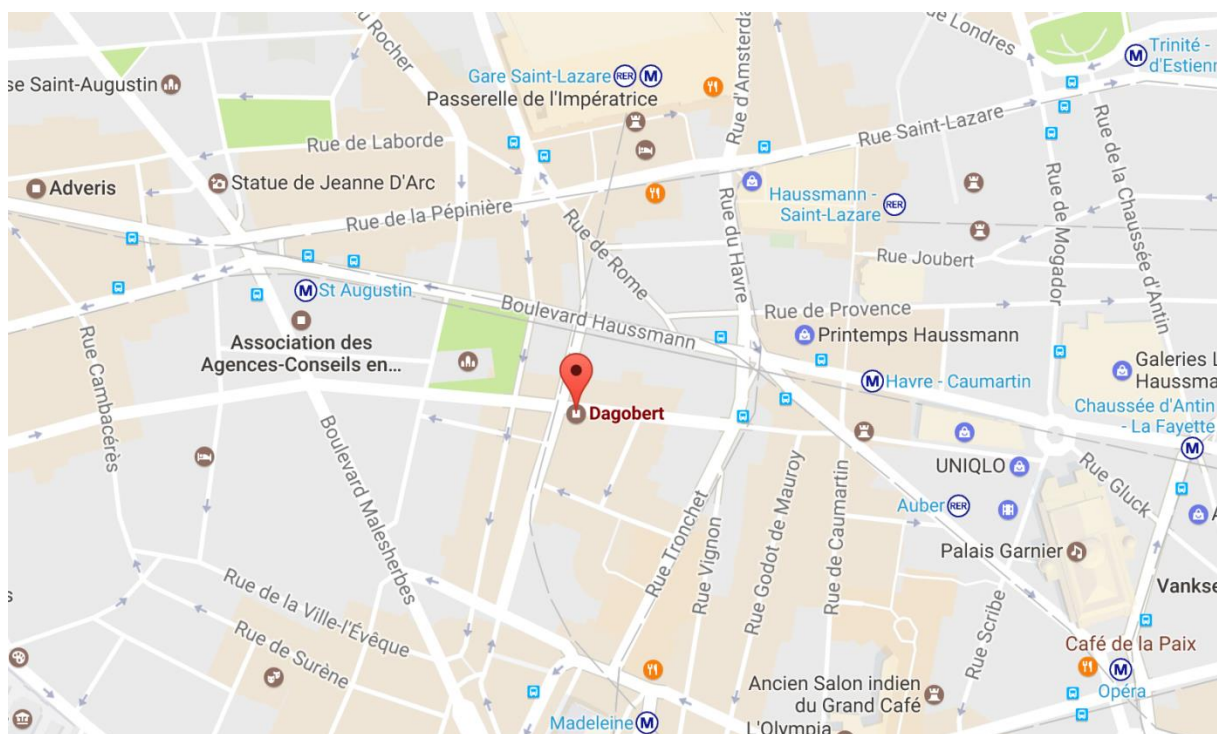 Rue du Rocher
Rue d'Amsterda
de Londres
Trinité -
d'Estienn
se Saint-Augustin
Gare Saint-Lazare RER M
Passerelle de l'Impératrice
Rue Saint-Lazare
Rue de la Chaussée d'Antin
Rue de Laborde
Adveris
Statue de Jeanne D'Arc
Rue de la Pépinière
Haussmann -
Saint-Lazare RER
Rue de Mogador
Rue de Rome
Rue du Havre
Rue Joubert
M St Augustin
Boulevard Haussmann
Rue de Provence
Printemps Haussmann
Association des
Agences-Conseils en...
Galeries L
Haussma
M Havre - Caumartin
Rue Cambacérès
Dagobert
Chaussée d'Antin
- La Fayette
M
Boulevard Malesherbes
UNIQLO
Rue Gluck
Auber RER
A
Rue Tronchet
Rue Vignon
Rue Godot de Mauroy
Rue de Caumartin
Palais Garnier
Vankse
Rue de la Ville-l'Évêque
Rue de Surène
Rue Scribe
Café de la Paix
M
Opéra
Ancien Salon indien
du Grand Café
Madeleine M
L'Olympia